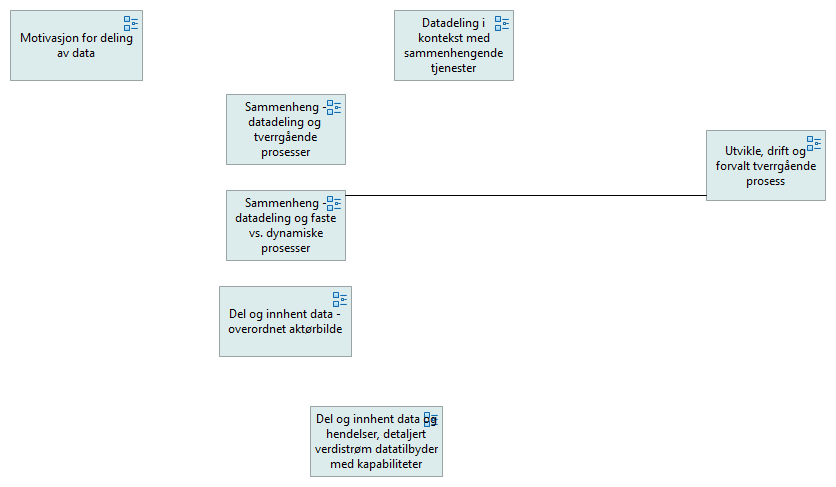 Motivasjon for deling
av data
Datadeling i
kontekst med
sammenhengende
tjenester
Sammenheng -
datadeling og
tverrgående
prosesser
Utvikle, drift og
forvalt tverrgående
prosess
Sammenheng -
datadeling og faste
vs. dynamiske
prosesser
Del og innhent data -
overordnet aktørbilde
Del og innhent data og
hendelser, detaljert
verdistrøm datatilbyder
med kapabiliteter